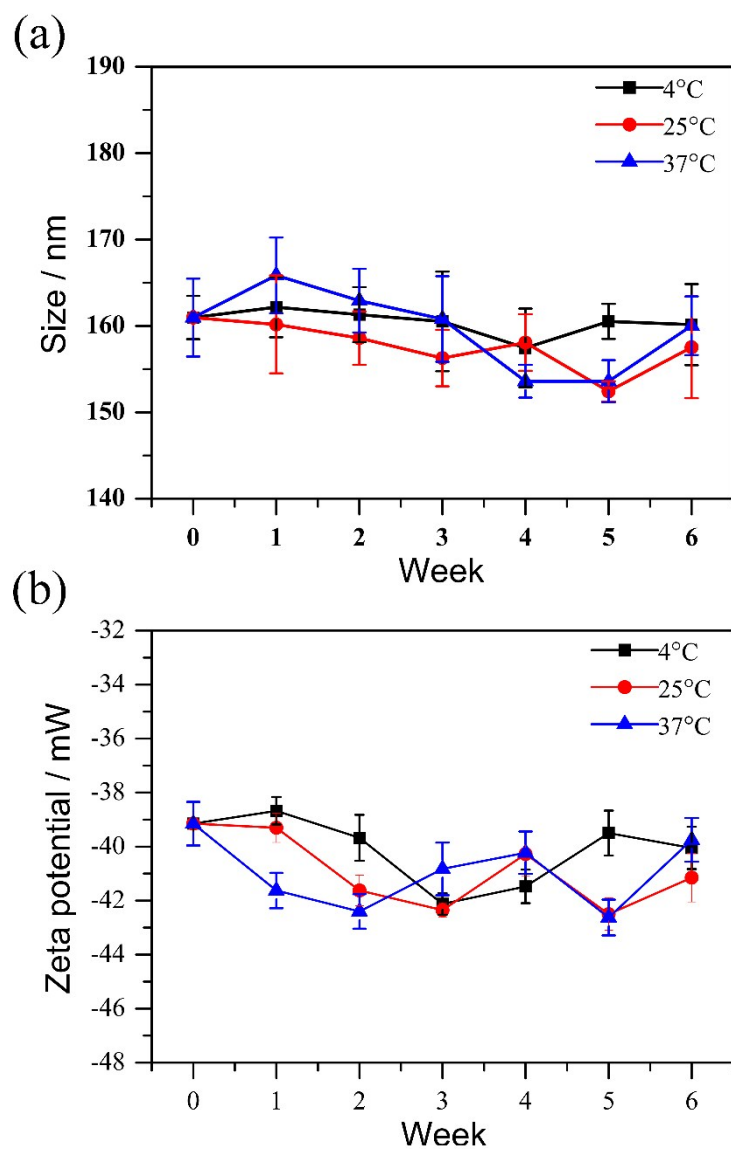 (a)
190
180
170
160
150
140
Size / nm
4°C
25°C
37°C
0 1 2 3 4 5 6
Week
(b)
-32
-34
-36
-38
-40
-42
-44
-46
-48
Zeta potential / mW
4°C
25°C
37°C
0 1 2 3 4 5 6
Week